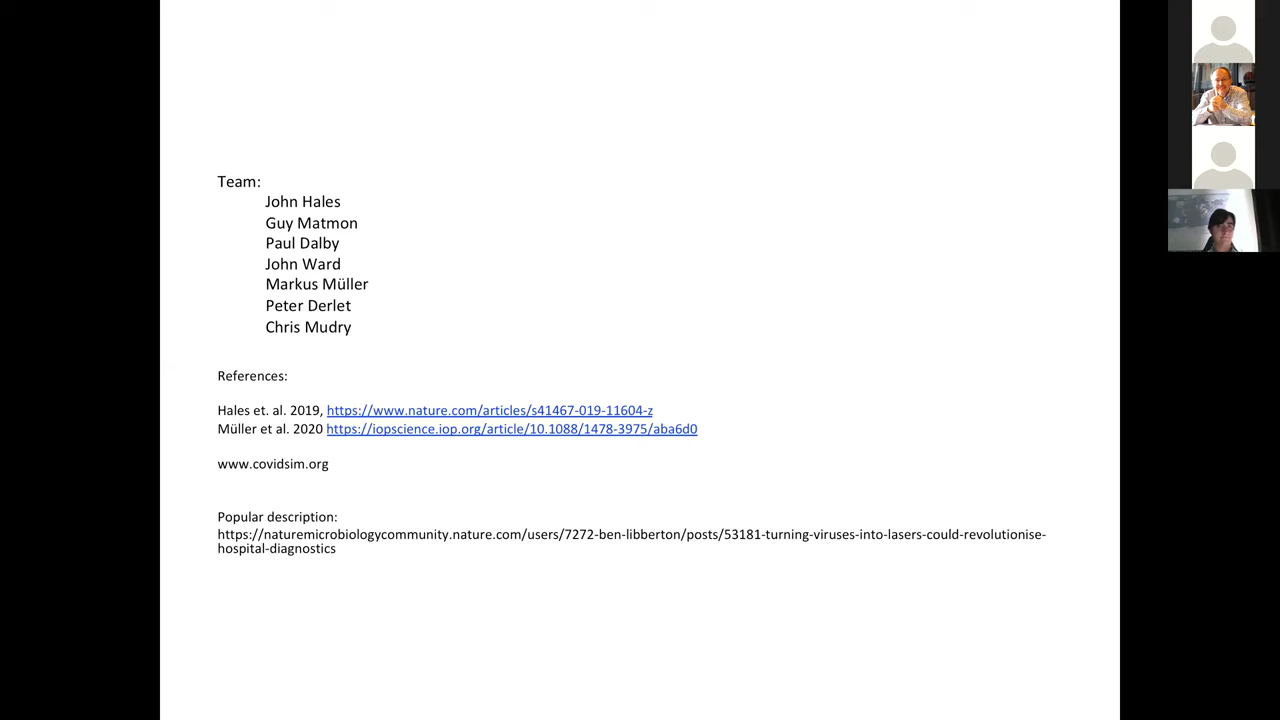 Team:
John Hales
Guy Matmon
Paul Dalby
John Ward
Markus Müller
Peter Derlet
Chris Mudry
References:
Hales et. al. 2019, https://www.nature.com/articles/s41467-019-11604-z
Müller et al. 2020 https://iopscience.iop.org/article/10.1088/1478-3975/aba6d0
www.covidsim.org
Popular description:
https://naturemicrobiologycommunity.nature.com/users/7272-ben-libberton/posts/53181-turning-viruses-into-lasers-could-revolutionise-
hospital-diagnostics